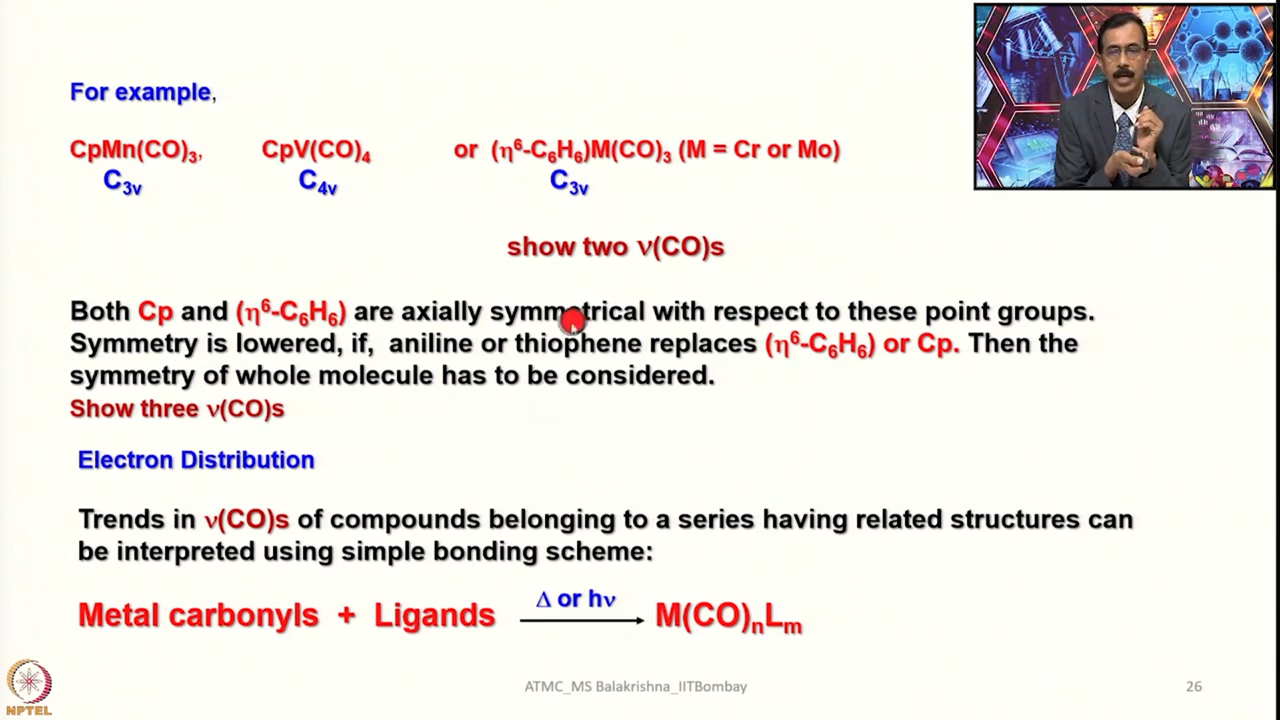 For example,
CpMn(CO)₃, CpV(CO)₄ or (η⁶-C₆H₆)M(CO)₃ (M = Cr or Mo)
C₃ᵥ C₄ᵥ C₃ᵥ
show two ν(CO)s
Both Cp and (η⁶-C₆H₆) are axially symmetrical with respect to these point groups.
Symmetry is lowered, if, aniline or thiophene replaces (η⁶-C₆H₆) or Cp. Then the
symmetry of whole molecule has to be considered.
Show three ν(CO)s
Electron Distribution
Trends in ν(CO)s of compounds belonging to a series having related structures can
be interpreted using simple bonding scheme:
Δ or hν
Metal carbonyls + Ligands → M(CO)ₙLₘ
NPTEL
ATMC_MS Balakrishna_IITBombay
26